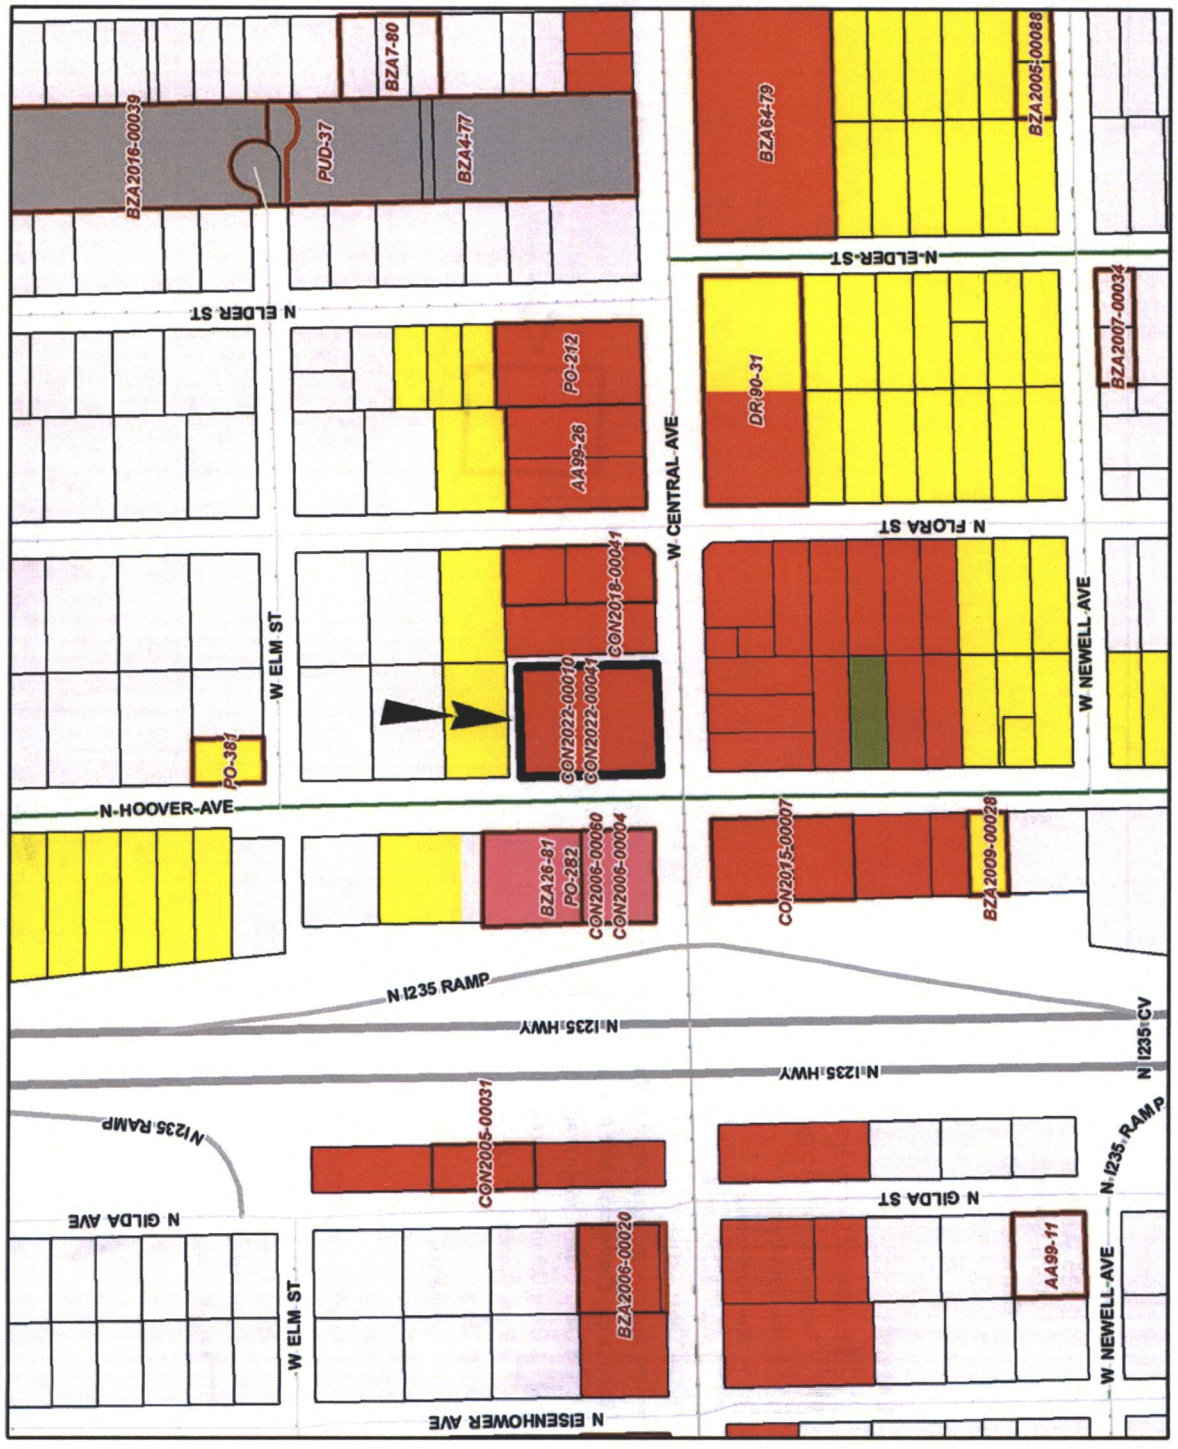 BZA2016-00039
BZA7-80
PUD-37
BZA4-77
BZA64-79
BZA2005-00088
N ELDER ST
N ELDER ST
PO-212
AA99-26
DR 90-31
BZA2007-00034
W CENTRAL AVE
N FLORA ST
W ELM ST
CON2018-00041
CON2022-00010
CON2022-00041
W NEWELL AVE
PO-381
N HOOVER AVE
BZA26-81
PO-282
CON2006-00060
CON2006-00004
CON2015-00007
BZA2009-00028
N I235 RAMP
N I235 HWY
N I235 HWY
N I235 CV
N I235 RAMP
CON2005-00031
N I235 RAMP
N GILDA AVE
N GILDA ST
W ELM ST
BZA2006-00020
AA99-11
W NEWELL AVE
N EISENHOWER AVE